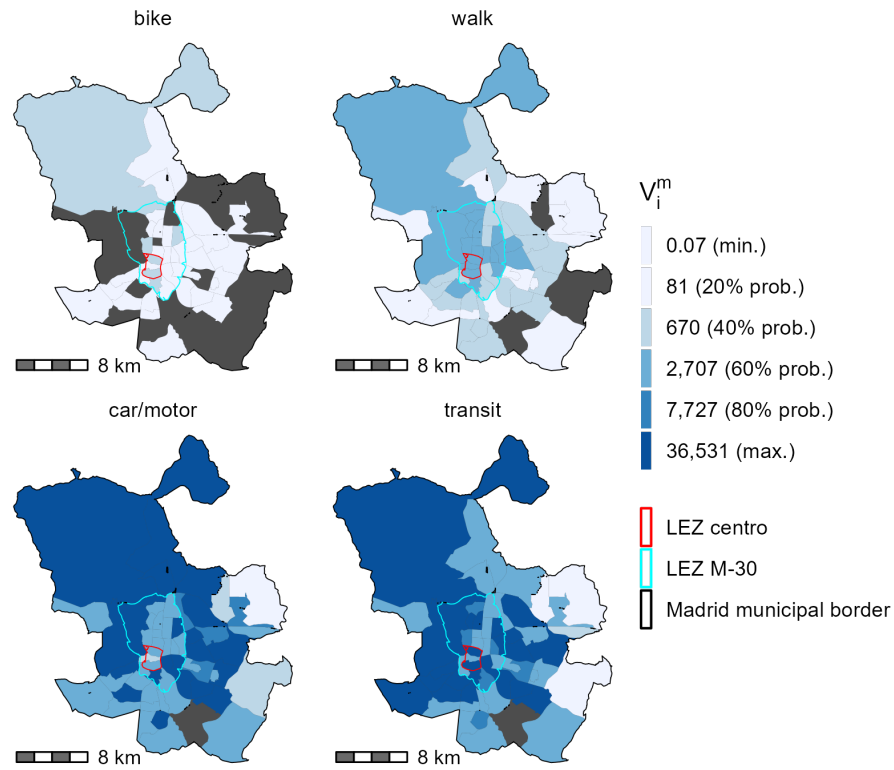 bike
walk
8 km
8 km
car/motor
transit
8 km
8 km
V_i^m
0.07 (min.)
81 (20% prob.)
670 (40% prob.)
2,707 (60% prob.)
7,727 (80% prob.)
36,531 (max.)
LEZ centro
LEZ M-30
Madrid municipal border